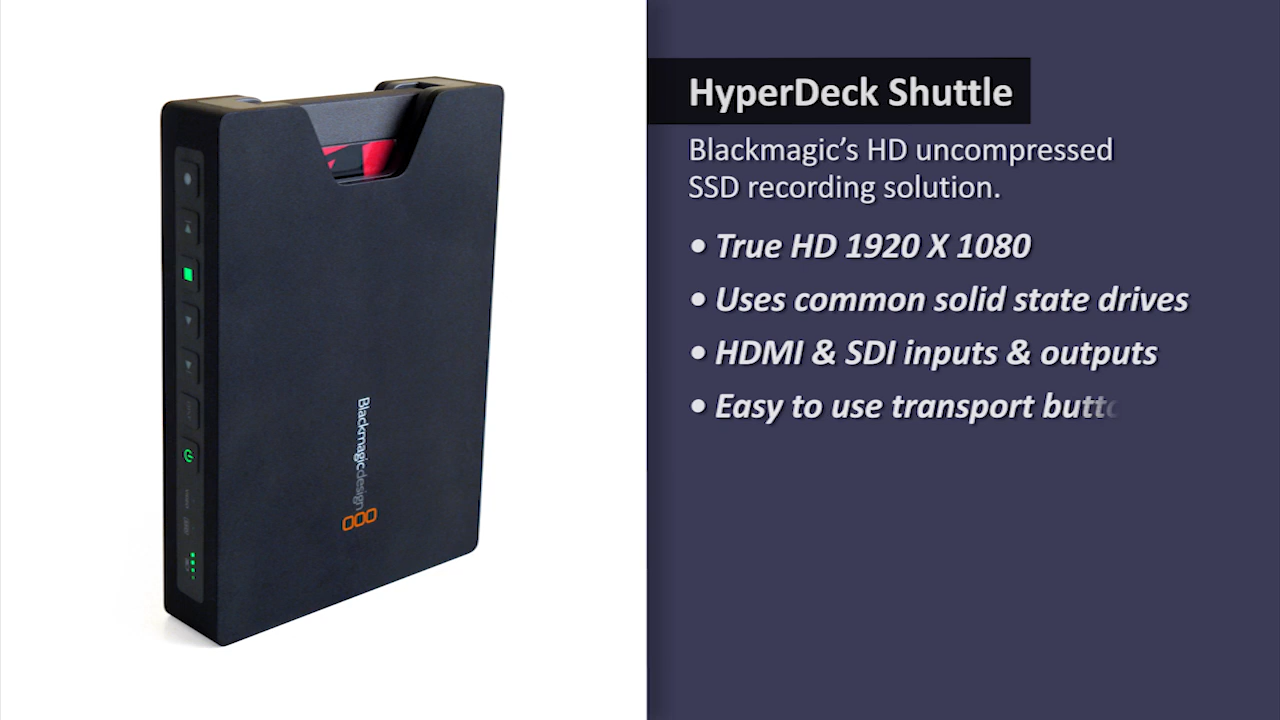 HyperDeck Shuttle
Blackmagic’s HD uncompressed
SSD recording solution.
• True HD 1920 X 1080
• Uses common solid state drives
• HDMI & SDI inputs & outputs
• Easy to use transport
Blackmagicdesign